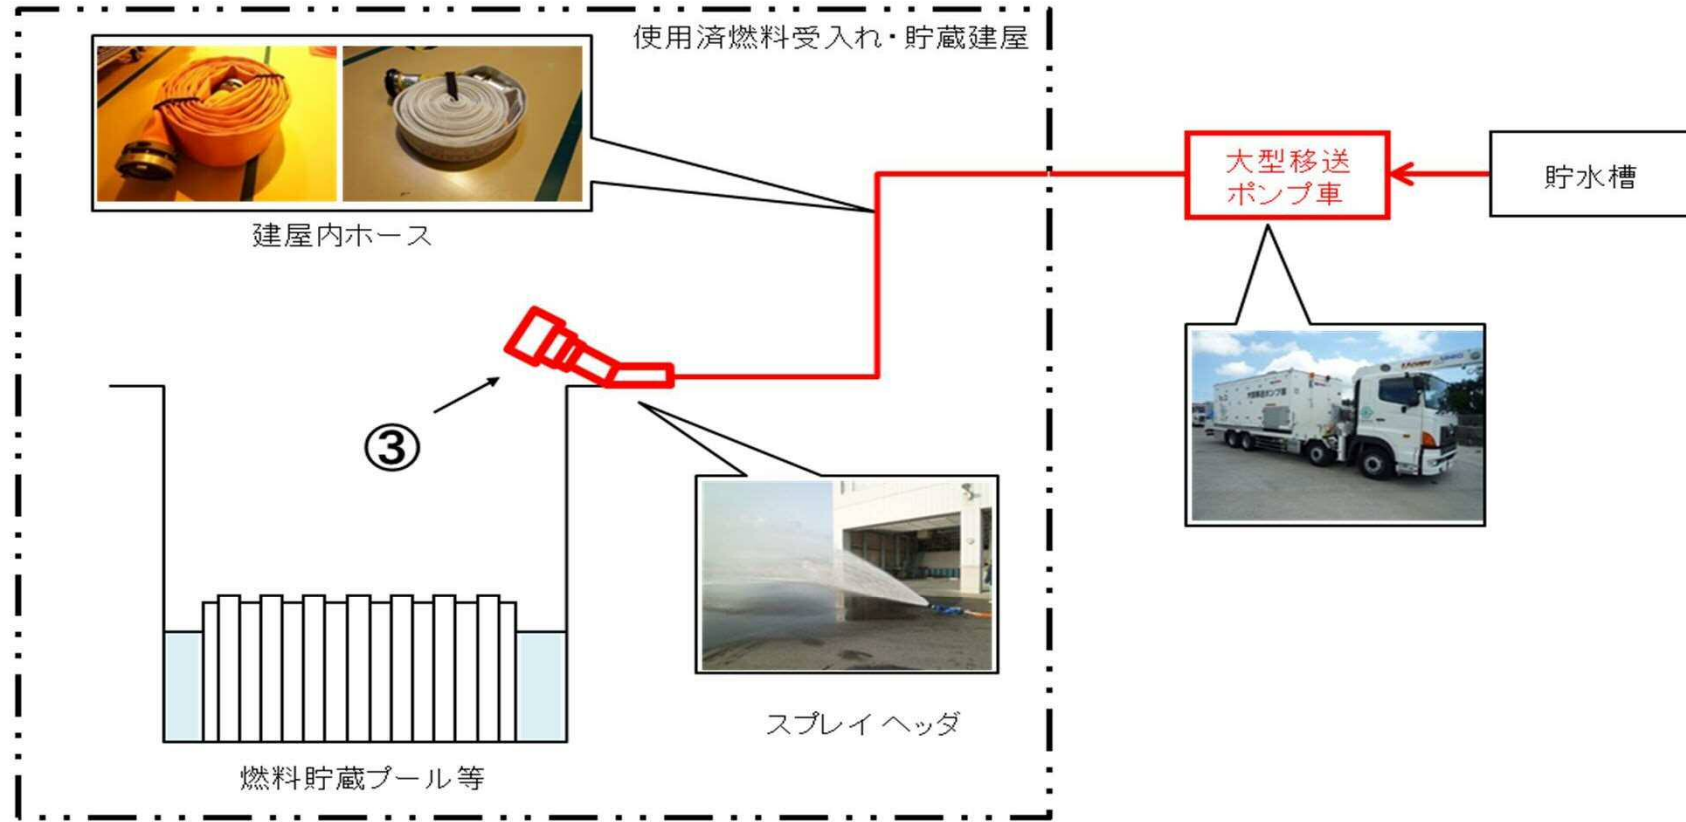 使用済燃料受入れ・貯蔵建屋
建屋内ホース
大型移送
ポンプ車
貯水槽
③
スプレイヘッダ
燃料貯蔵プール等